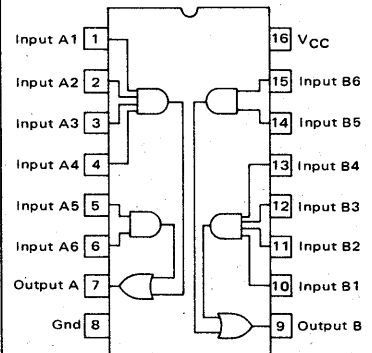 Input A1 1
16 VCC
Input A2 2
15 Input B6
Input A3 3
14 Input B5
Input A4 4
13 Input B4
Input A5 5
12 Input B3
Input A6 6
11 Input B2
Output A 7
10 Input B1
Gnd 8
9 Output B